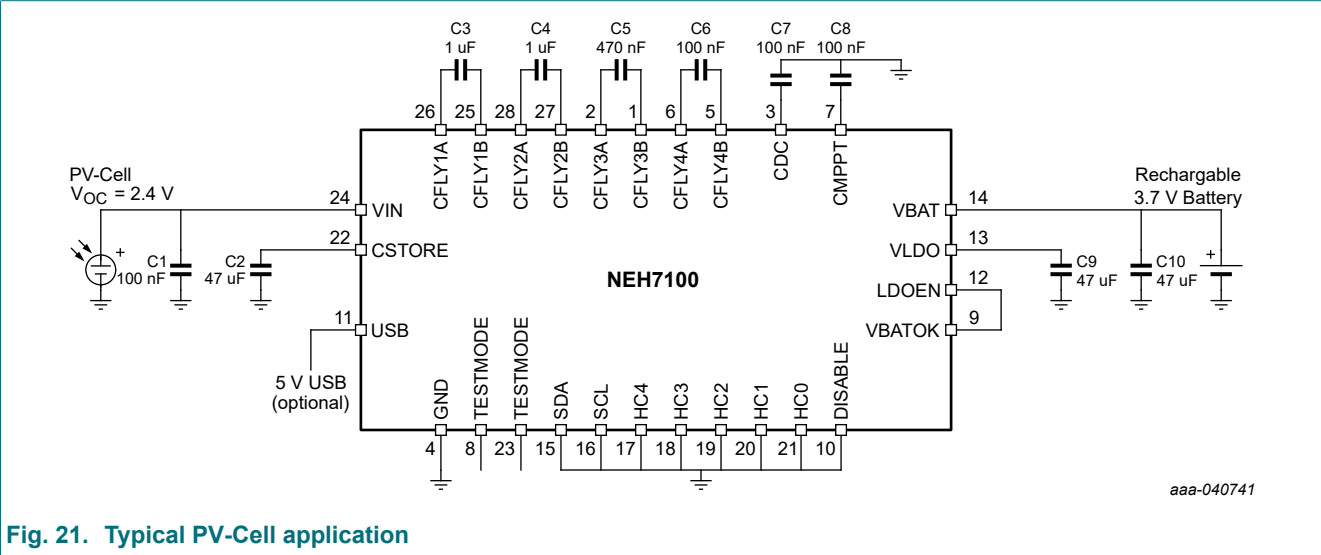 C3
1 uF
C4
1 uF
C5
470 nF
C6
100 nF
C7
100 nF
C8
100 nF
26
25
28
27
2
1
6
5
3
7
CFLY1A
CFLY1B
CFLY2A
CFLY2B
CFLY3A
CFLY3B
CFLY4A
CFLY4B
CDC
CMPPT
PV-Cell
VOC = 2.4 V
+
C1
100 nF
C2
47 uF
24
VIN
22
CSTORE
11
USB
5 V USB
(optional)
NEH7100
Rechargable
3.7 V Battery
VBAT
14
VLDO
13
LDOEN
12
VBATOK
9
C9
47 uF
C10
47 uF
+
GND
TESTMODE
TESTMODE
SDA
SCL
HC4
HC3
HC2
HC1
HC0
DISABLE
4
8
23
15
16
17
18
19
20
21
10
aaa-040741
Fig. 21. Typical PV-Cell application